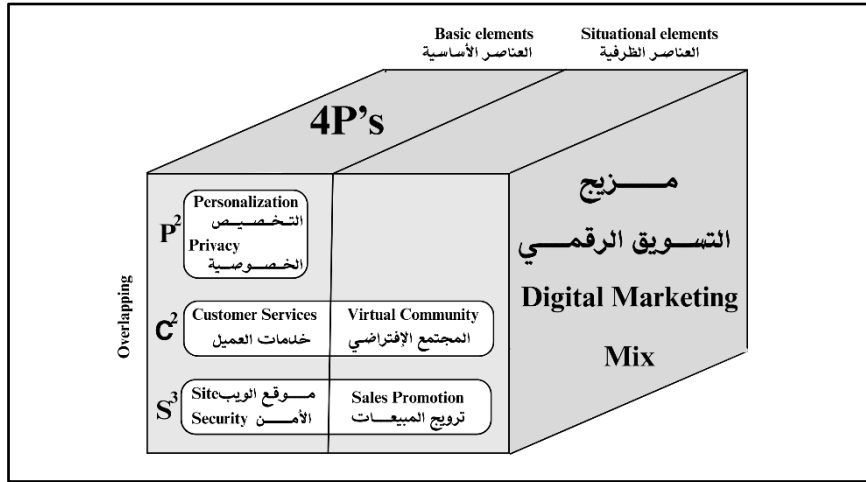 Basic elements
العناصر الأساسية
Situational elements
العناصر الظرفية
4P's
P²
Personalization
التخصيص
Privacy
الخصوصية
C²
Customer Services
خدمات العميل
Virtual Community
المجتمع الإفتراضي
S³
Site موقع الويب
Security الأمن
Sales Promotion
ترويج المبيعات
Overlapping
مزيج
التسويق الرقمي
Digital Marketing
Mix